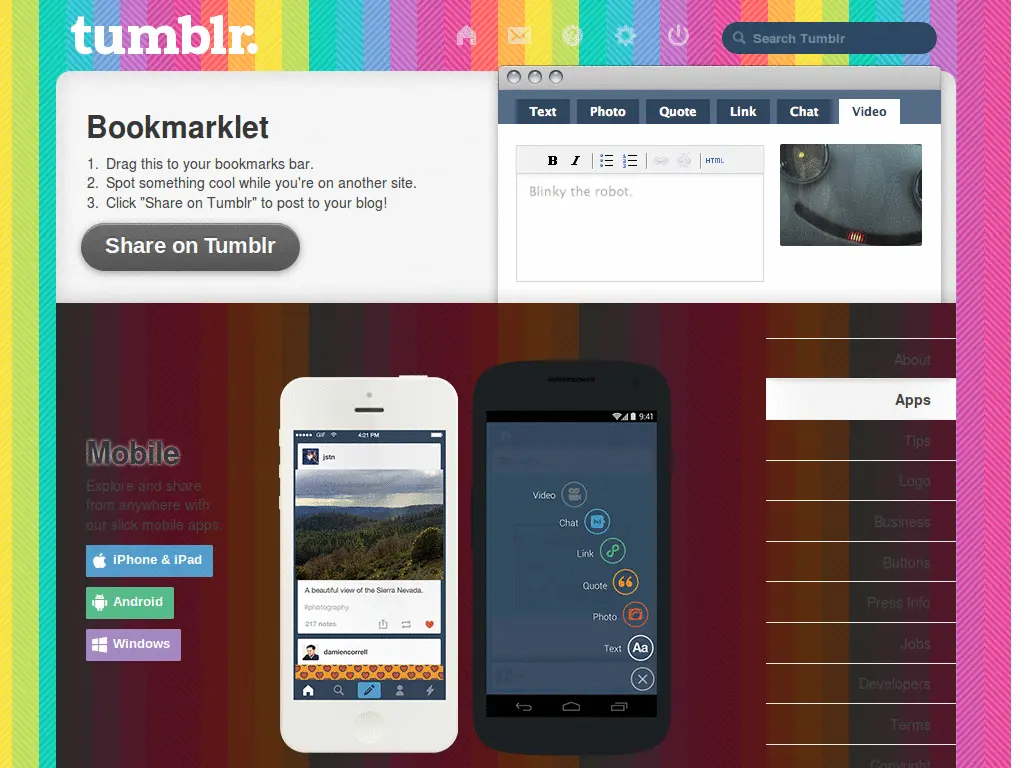 tumblr.
Search Tumblr
Bookmarklet
1. Drag this to your bookmarks bar.
2. Spot something cool while you're on another site.
3. Click "Share on Tumblr" to post to your blog!
Share on Tumblr
Text Photo Quote Link Chat Video
B I HTML
Blinky the robot.
Mobile
Explore and share
from anywhere with
our slick mobile apps.
iPhone & iPad
Android
Windows
GIF 4:21 PM
jstn
A beautiful view of the Sierra Nevada.
#photography
217 notes
damiencorrell
9:41
Video
Chat
Link
Quote
Photo
Text Aa
About
Apps
Tips
Logo
Business
Buttons
Press Info
Jobs
Developers
Terms
Copyright